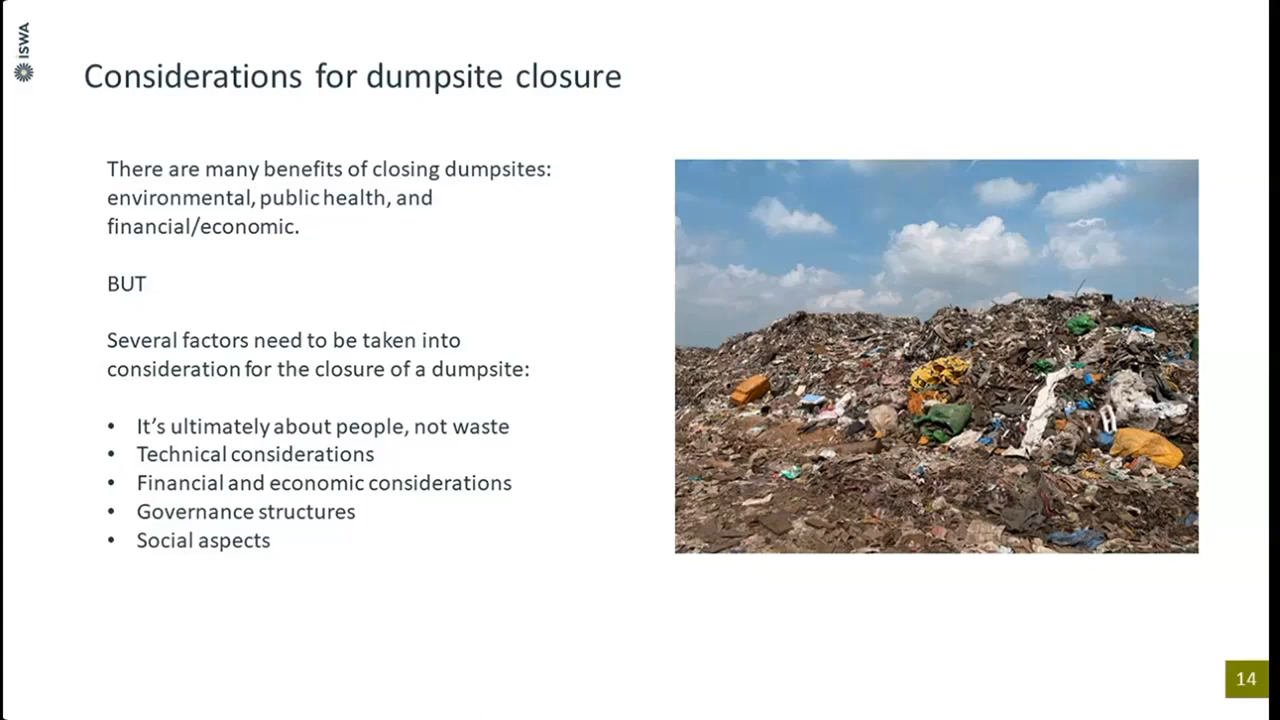 ISWA
Considerations for dumpsite closure
There are many benefits of closing dumpsites:
environmental, public health, and
financial/economic.
BUT
Several factors need to be taken into
consideration for the closure of a dumpsite:
• It’s ultimately about people, not waste
• Technical considerations
• Financial and economic considerations
• Governance structures
• Social aspects
14